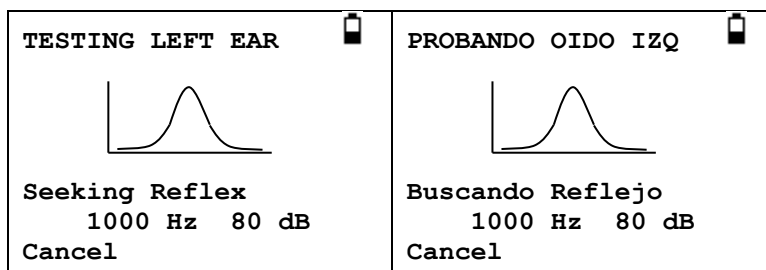 TESTING LEFT EAR
Seeking Reflex
1000 Hz 80 dB
Cancel
PROBANDO OIDO IZQ
Buscando Reflejo
1000 Hz 80 dB
Cancel